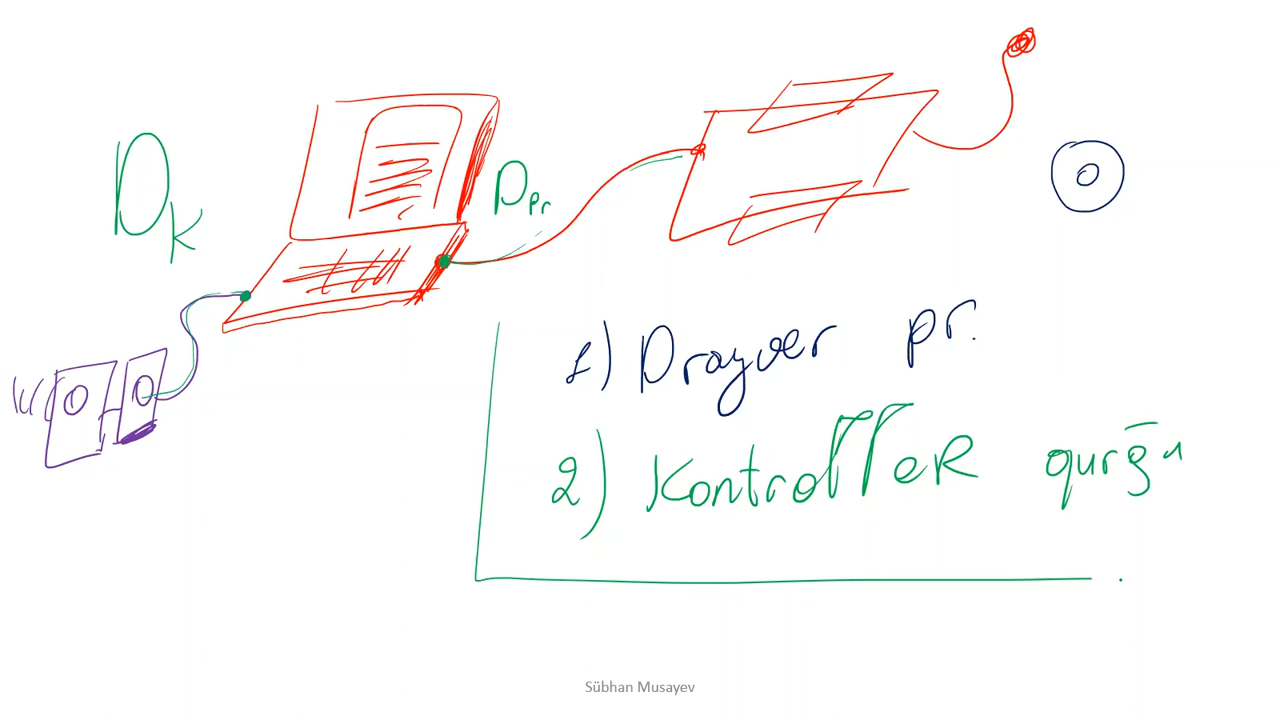 Dk
Dpr
1) Drayver pr.
2) Kontroller qurğu
Sübhan Musayev